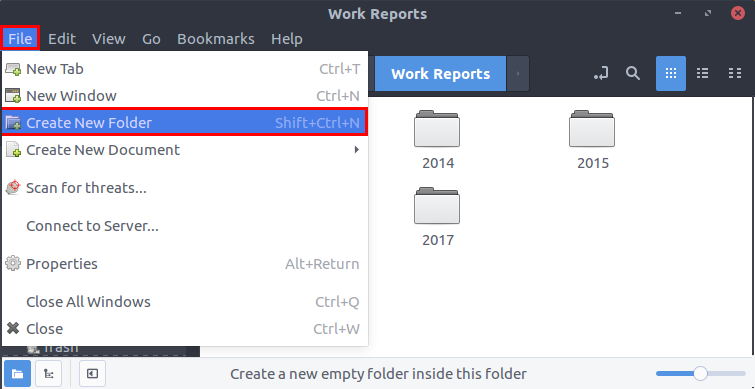 Work Reports
File Edit View Go Bookmarks Help
New Tab Ctrl+T
New Window Ctrl+N
Create New Folder Shift+Ctrl+N
Create New Document
Scan for threats...
Connect to Server...
Properties Alt+Return
Close All Windows Ctrl+Q
Close Ctrl+W
Work Reports
2014 2015
2017
Trash
Create a new empty folder inside this folder